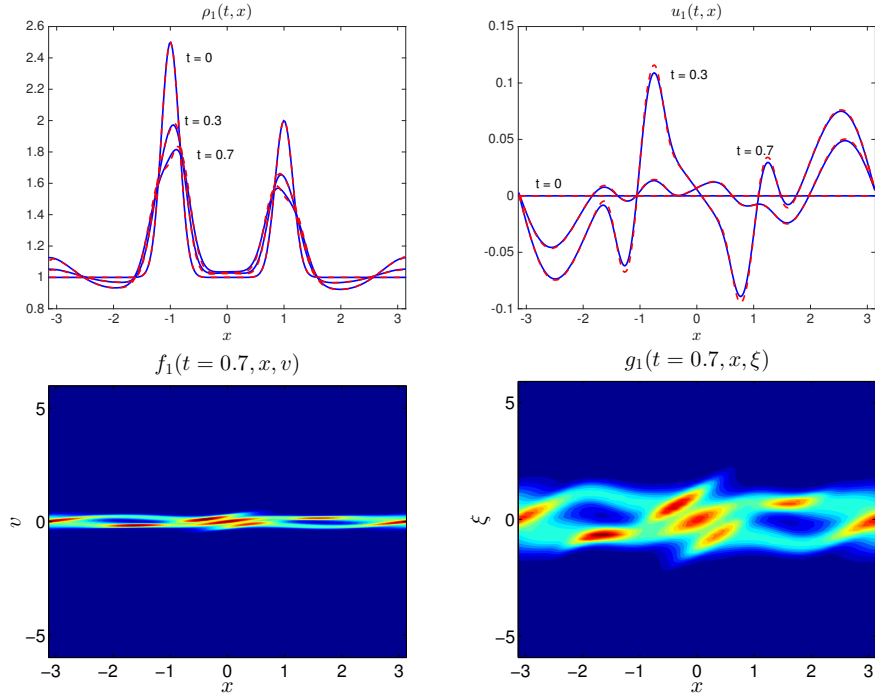 ρ₁(t, x)
2.6
2.4
2.2
2
1.8
1.6
1.4
1.2
1
0.8
t = 0
t = 0.3
t = 0.7
-3 -2 -1 0 1 2 3
x
u₁(t, x)
0.15
0.1
0.05
0
-0.05
-0.1
t = 0.3
t = 0.7
t = 0
-3 -2 -1 0 1 2 3
x
f₁(t = 0.7, x, v)
5
0
−5
v
−3 −2 −1 0 1 2 3
x
g₁(t = 0.7, x, ξ)
5
0
−5
ξ
−3 −2 −1 0 1 2 3
x